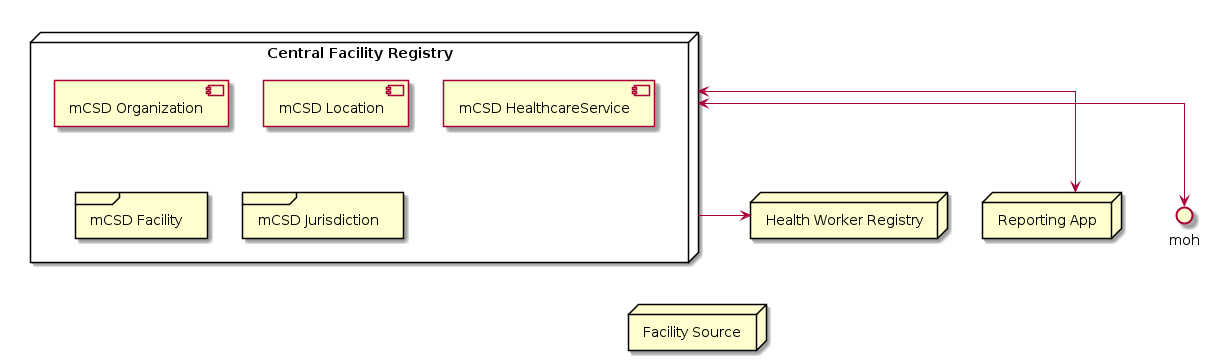 Central Facility Registry
mCSD Organization
mCSD Location
mCSD HealthcareService
mCSD Facility
mCSD Jurisdiction
Health Worker Registry
Reporting App
moh
Facility Source